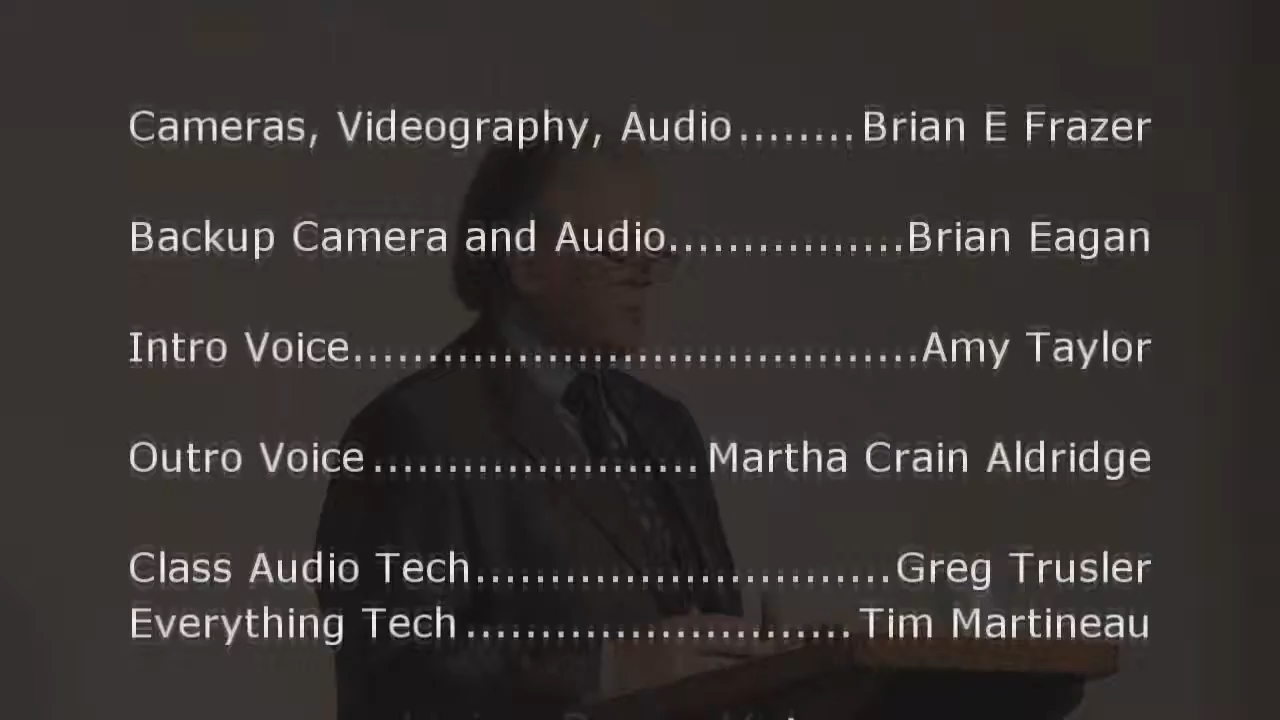 Cameras, Videography, Audio........Brian E Frazer
Backup Camera and Audio................Brian Eagan
Intro Voice......................................Amy Taylor
Outro Voice......................Martha Crain Aldridge
Class Audio Tech............................Greg Trusler
Everything Tech..........................Tim Martineau